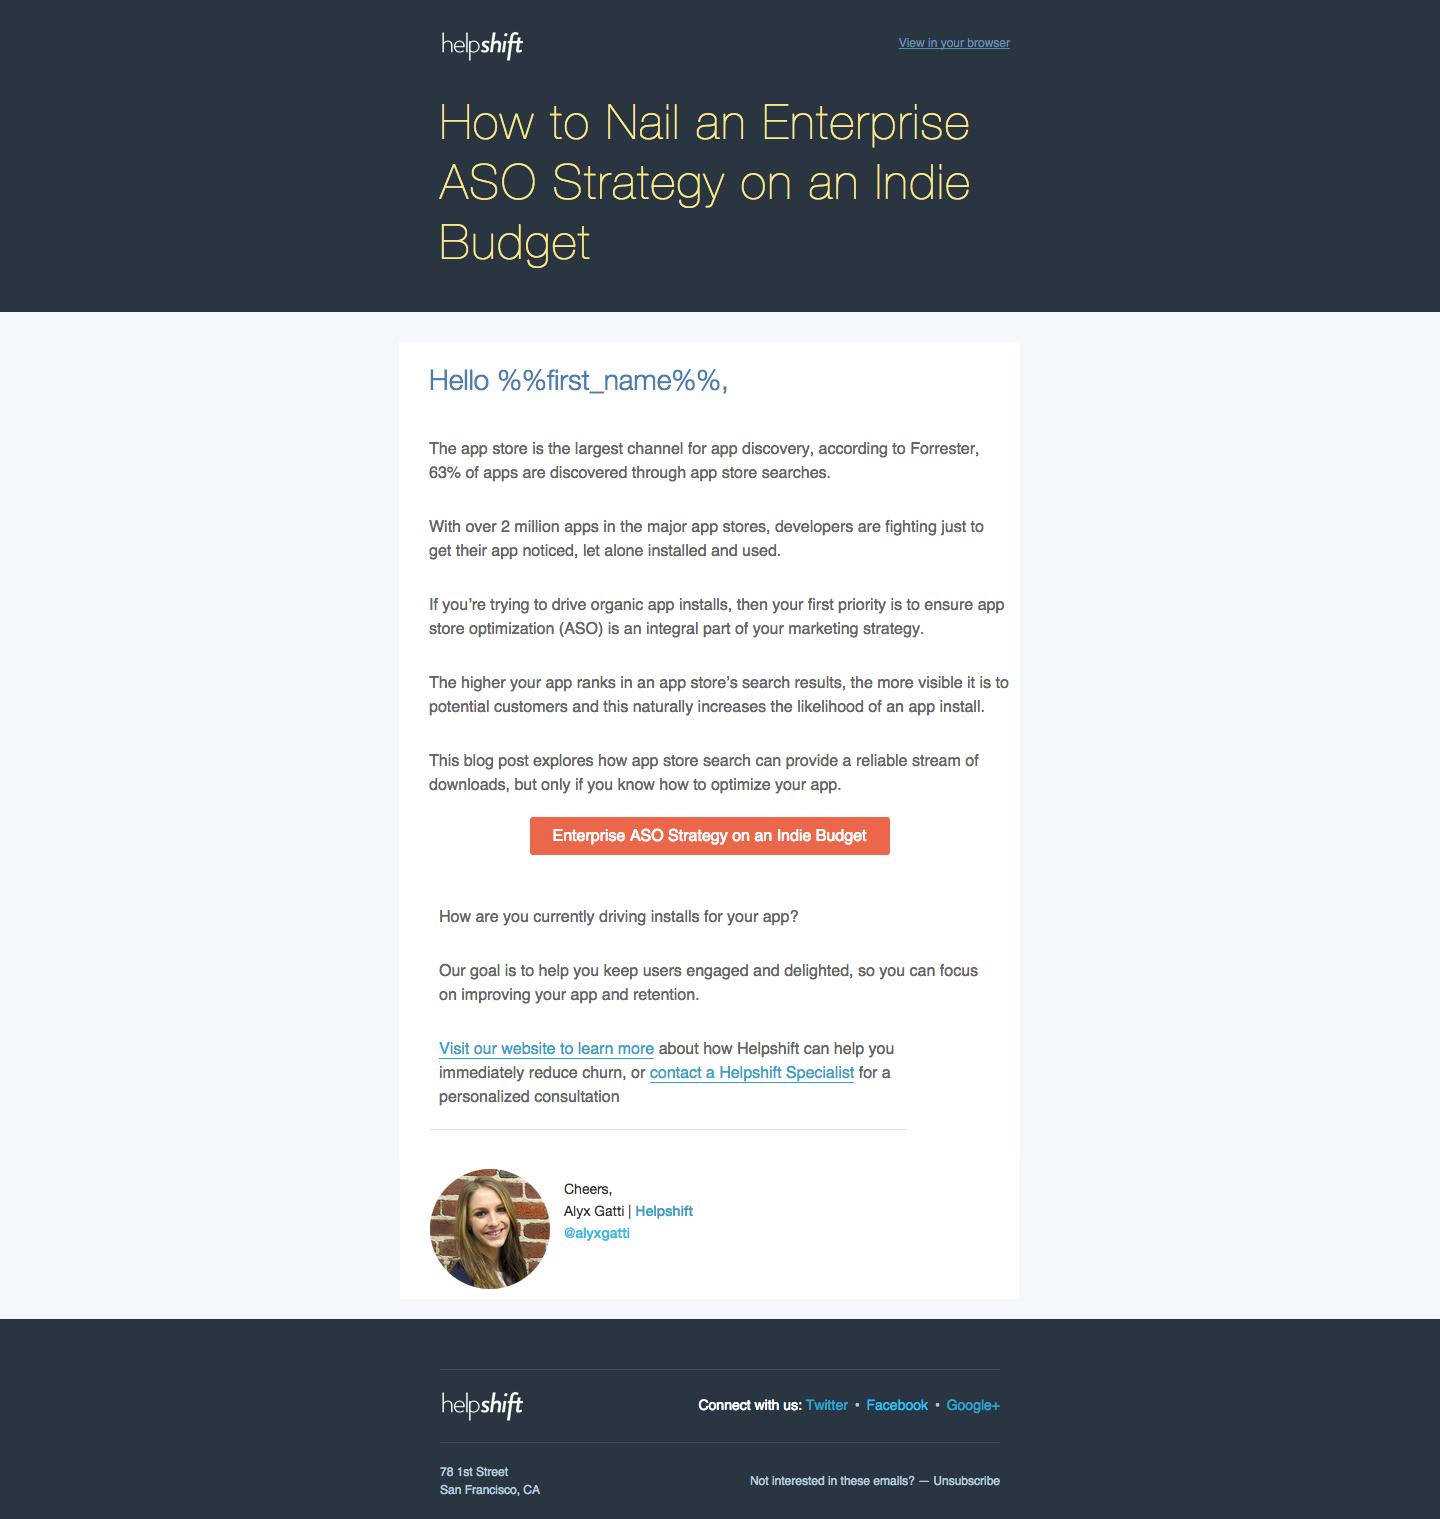 helpshift
View in your browser
How to Nail an Enterprise
ASO Strategy on an Indie
Budget
Hello %%first_name%%,
The app store is the largest channel for app discovery, according to Forrester,
63% of apps are discovered through app store searches.
With over 2 million apps in the major app stores, developers are fighting just to
get their app noticed, let alone installed and used.
If you’re trying to drive organic app installs, then your first priority is to ensure app
store optimization (ASO) is an integral part of your marketing strategy.
The higher your app ranks in an app store’s search results, the more visible it is to
potential customers and this naturally increases the likelihood of an app install.
This blog post explores how app store search can provide a reliable stream of
downloads, but only if you know how to optimize your app.
Enterprise ASO Strategy on an Indie Budget
How are you currently driving installs for your app?
Our goal is to help you keep users engaged and delighted, so you can focus
on improving your app and retention.
Visit our website to learn more about how Helpshift can help you
immediately reduce churn, or contact a Helpshift Specialist for a
personalized consultation
Cheers,
Alyx Gatti | Helpshift
@alyxgatti
helpshift
Connect with us: Twitter • Facebook • Google+
78 1st Street
San Francisco, CA
Not interested in these emails? — Unsubscribe